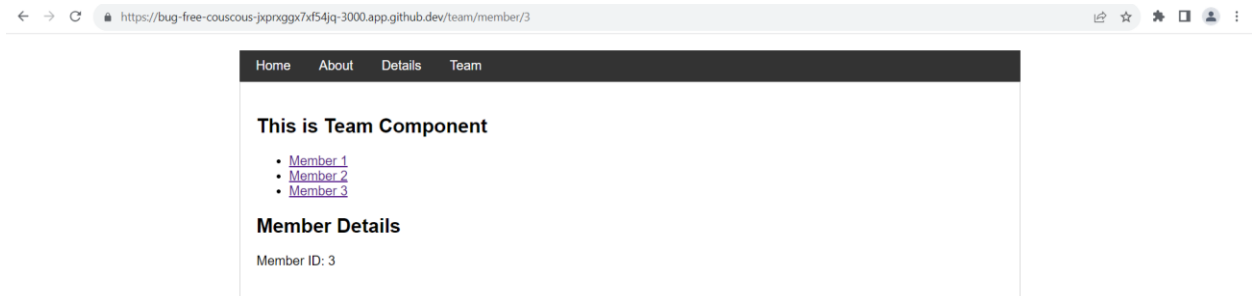 https://bug-free-couscous-jxprxggx7xf54jq-3000.app.github.dev/team/member/3
Home About Details Team
This is Team Component
Member 1
Member 2
Member 3
Member Details
Member ID: 3